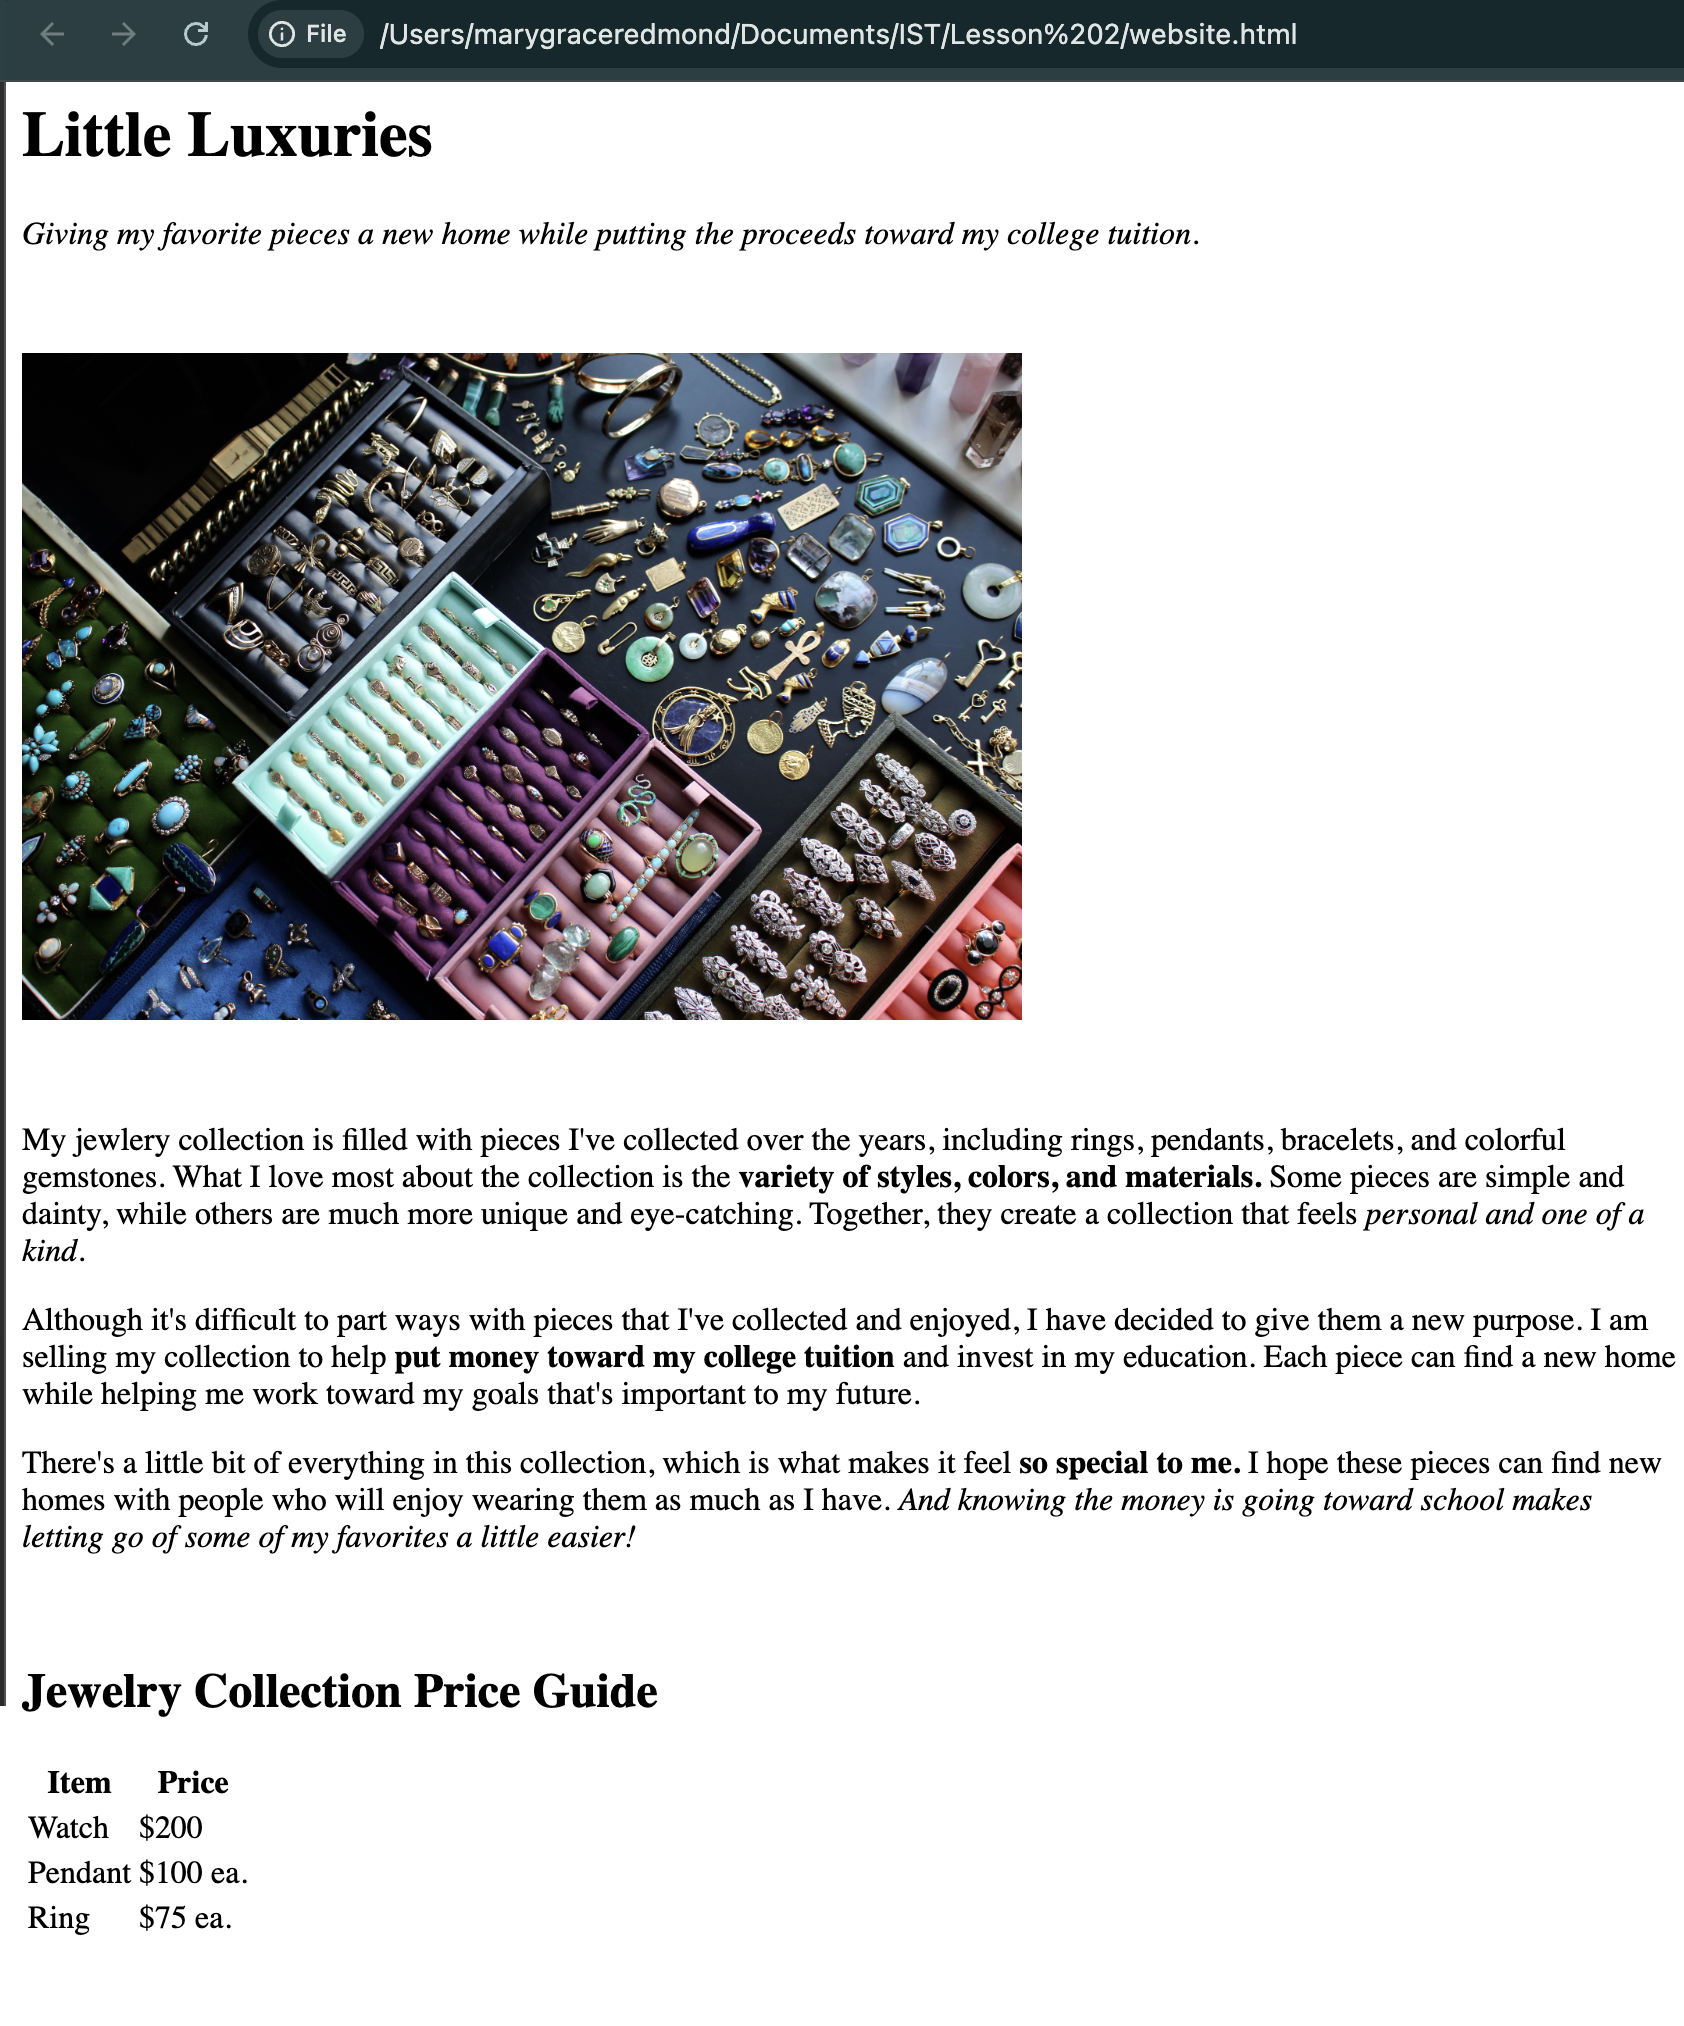 File /Users/marygraceredmond/Documents/IST/Lesson%202/website.html
Little Luxuries
Giving my favorite pieces a new home while putting the proceeds toward my college tuition.
My jewlery collection is filled with pieces I've collected over the years, including rings, pendants, bracelets, and colorful
gemstones. What I love most about the collection is the variety of styles, colors, and materials. Some pieces are simple and
dainty, while others are much more unique and eye-catching. Together, they create a collection that feels personal and one of a
kind.
Although it's difficult to part ways with pieces that I've collected and enjoyed, I have decided to give them a new purpose. I am
selling my collection to help put money toward my college tuition and invest in my education. Each piece can find a new home
while helping me work toward my goals that's important to my future.
There's a little bit of everything in this collection, which is what makes it feel so special to me. I hope these pieces can find new
homes with people who will enjoy wearing them as much as I have. And knowing the money is going toward school makes
letting go of some of my favorites a little easier!
Jewelry Collection Price Guide
Item Price
Watch $200
Pendant $100 ea.
Ring $75 ea.